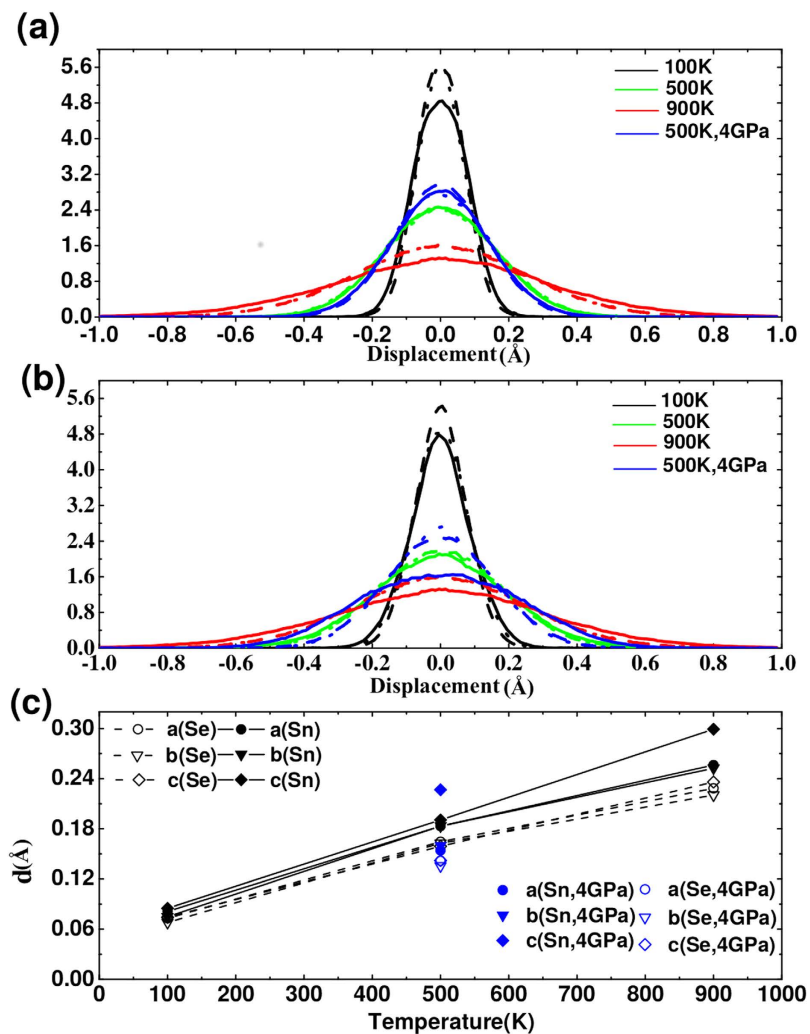 (a)
5.6
4.8
4.0
3.2
2.4
1.6
0.8
0.0
100K
500K
900K
500K,4GPa
-1.0 -0.8 -0.6 -0.4 -0.2 0.0 0.2 0.4 0.6 0.8 1.0
Displacement(Å)
(b)
5.6
4.8
4.0
3.2
2.4
1.6
0.8
0.0
100K
500K
900K
500K,4GPa
-1.0 -0.8 -0.6 -0.4 -0.2 0.0 0.2 0.4 0.6 0.8 1.0
Displacement(Å)
(c)
0.30
0.24
0.18
0.12
0.06
0.00
d(Å)
a(Se) a(Sn)
b(Se) b(Sn)
c(Se) c(Sn)
a(Sn,4GPa) a(Se,4GPa)
b(Sn,4GPa) b(Se,4GPa)
c(Sn,4GPa) c(Se,4GPa)
0 100 200 300 400 500 600 700 800 900 1000
Temperature(K)